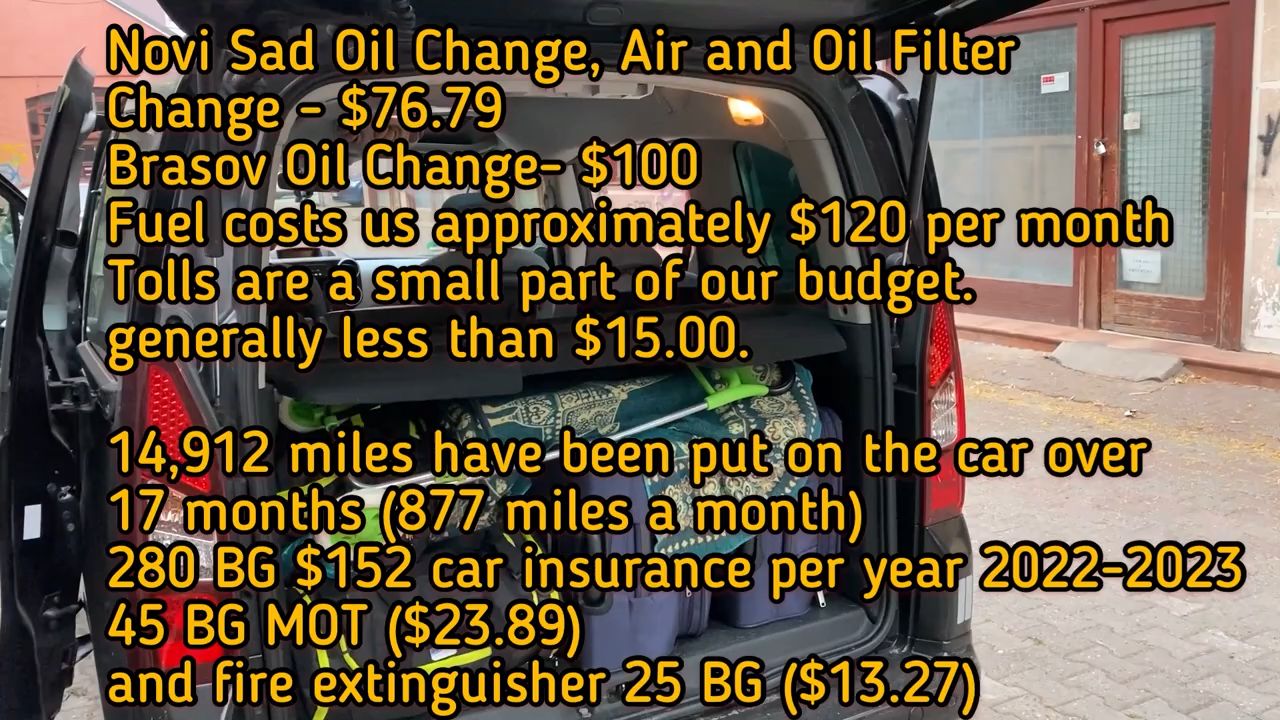 Novi Sad Oil Change, Air and Oil Filter
Change - $76.79
Brasov Oil Change- $100
Fuel costs us approximately $120 per month
Tolls are a small part of our budget.
generally less than $15.00.
14,912 miles have been put on the car over
17 months (877 miles a month)
280 BG $152 car insurance per year 2022-2023
45 BG MOT ($23.89)
and fire extinguisher 25 BG ($13.27)